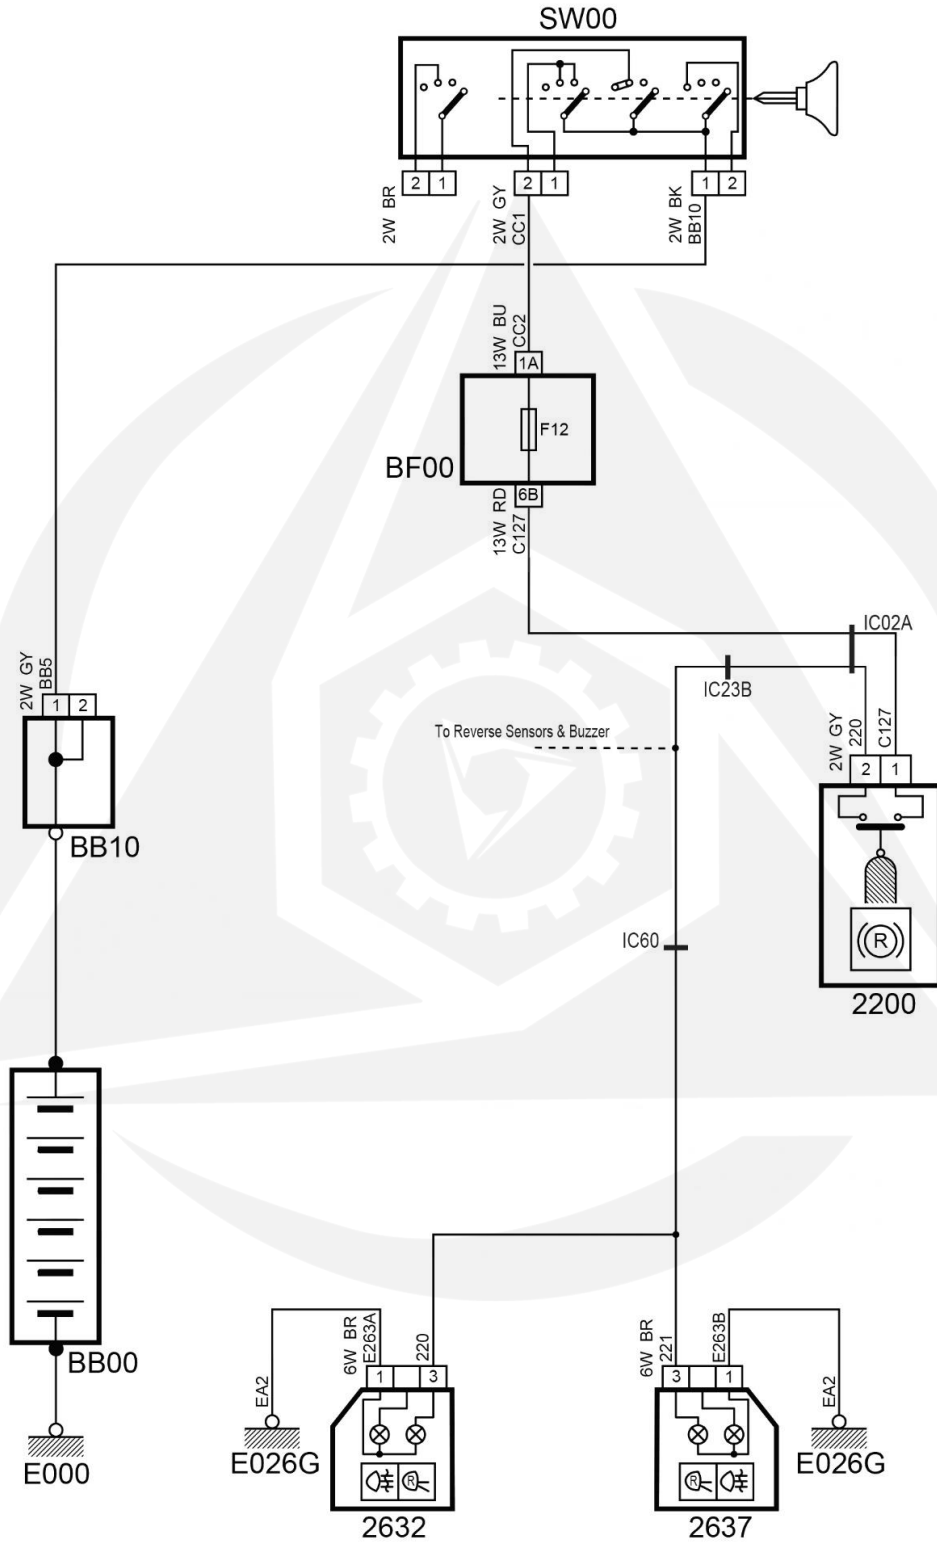 SW00
2 1
2W BR
2 1
2W GY
CC1
1 2
2W BK
BB10
13W BU
CC2
1A
F12
BF00
6B
13W RD
C127
IC02A
IC23B
2W GY
BB5
1 2
To Reverse Sensors & Buzzer
2W GY
220
C127
2 1
BB10
R
IC60
2200
BB00
6W BR
E263A
220
6W BR
221
E263B
1 3
3 1
EA2
EA2
E000
E026G
E026G
R
R
2632
2637